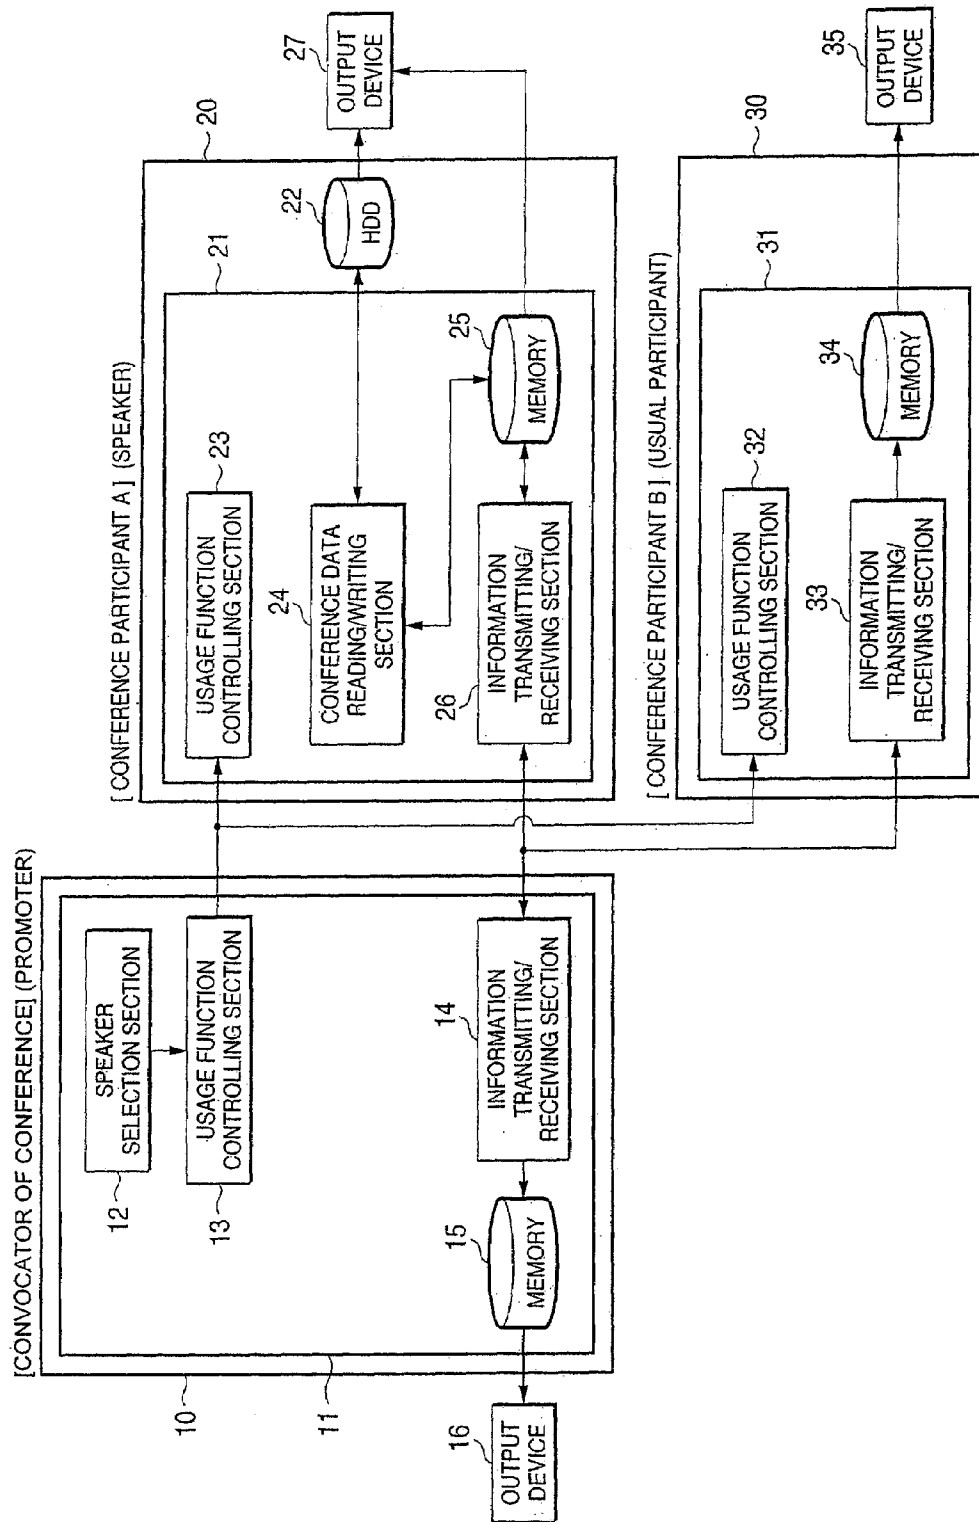 [CONVOCATOR OF CONFERENCE] (PROMOTER)
10
11
12
SPEAKER
SELECTION SECTION
13
USAGE FUNCTION
CONTROLLING SECTION
14
INFORMATION
TRANSMITTING/
RECEIVING SECTION
15
MEMORY
16
OUTPUT
DEVICE
[CONFERENCE PARTICIPANT A] (SPEAKER)
20
21
22
HDD
23
USAGE FUNCTION
CONTROLLING SECTION
24
CONFERENCE DATA
READING/WRITING
SECTION
25
MEMORY
26
INFORMATION
TRANSMITTING/
RECEIVING SECTION
27
OUTPUT
DEVICE
[CONFERENCE PARTICIPANT B] (USUAL PARTICIPANT)
30
31
32
USAGE FUNCTION
CONTROLLING SECTION
33
INFORMATION
TRANSMITTING/
RECEIVING SECTION
34
MEMORY
35
OUTPUT
DEVICE